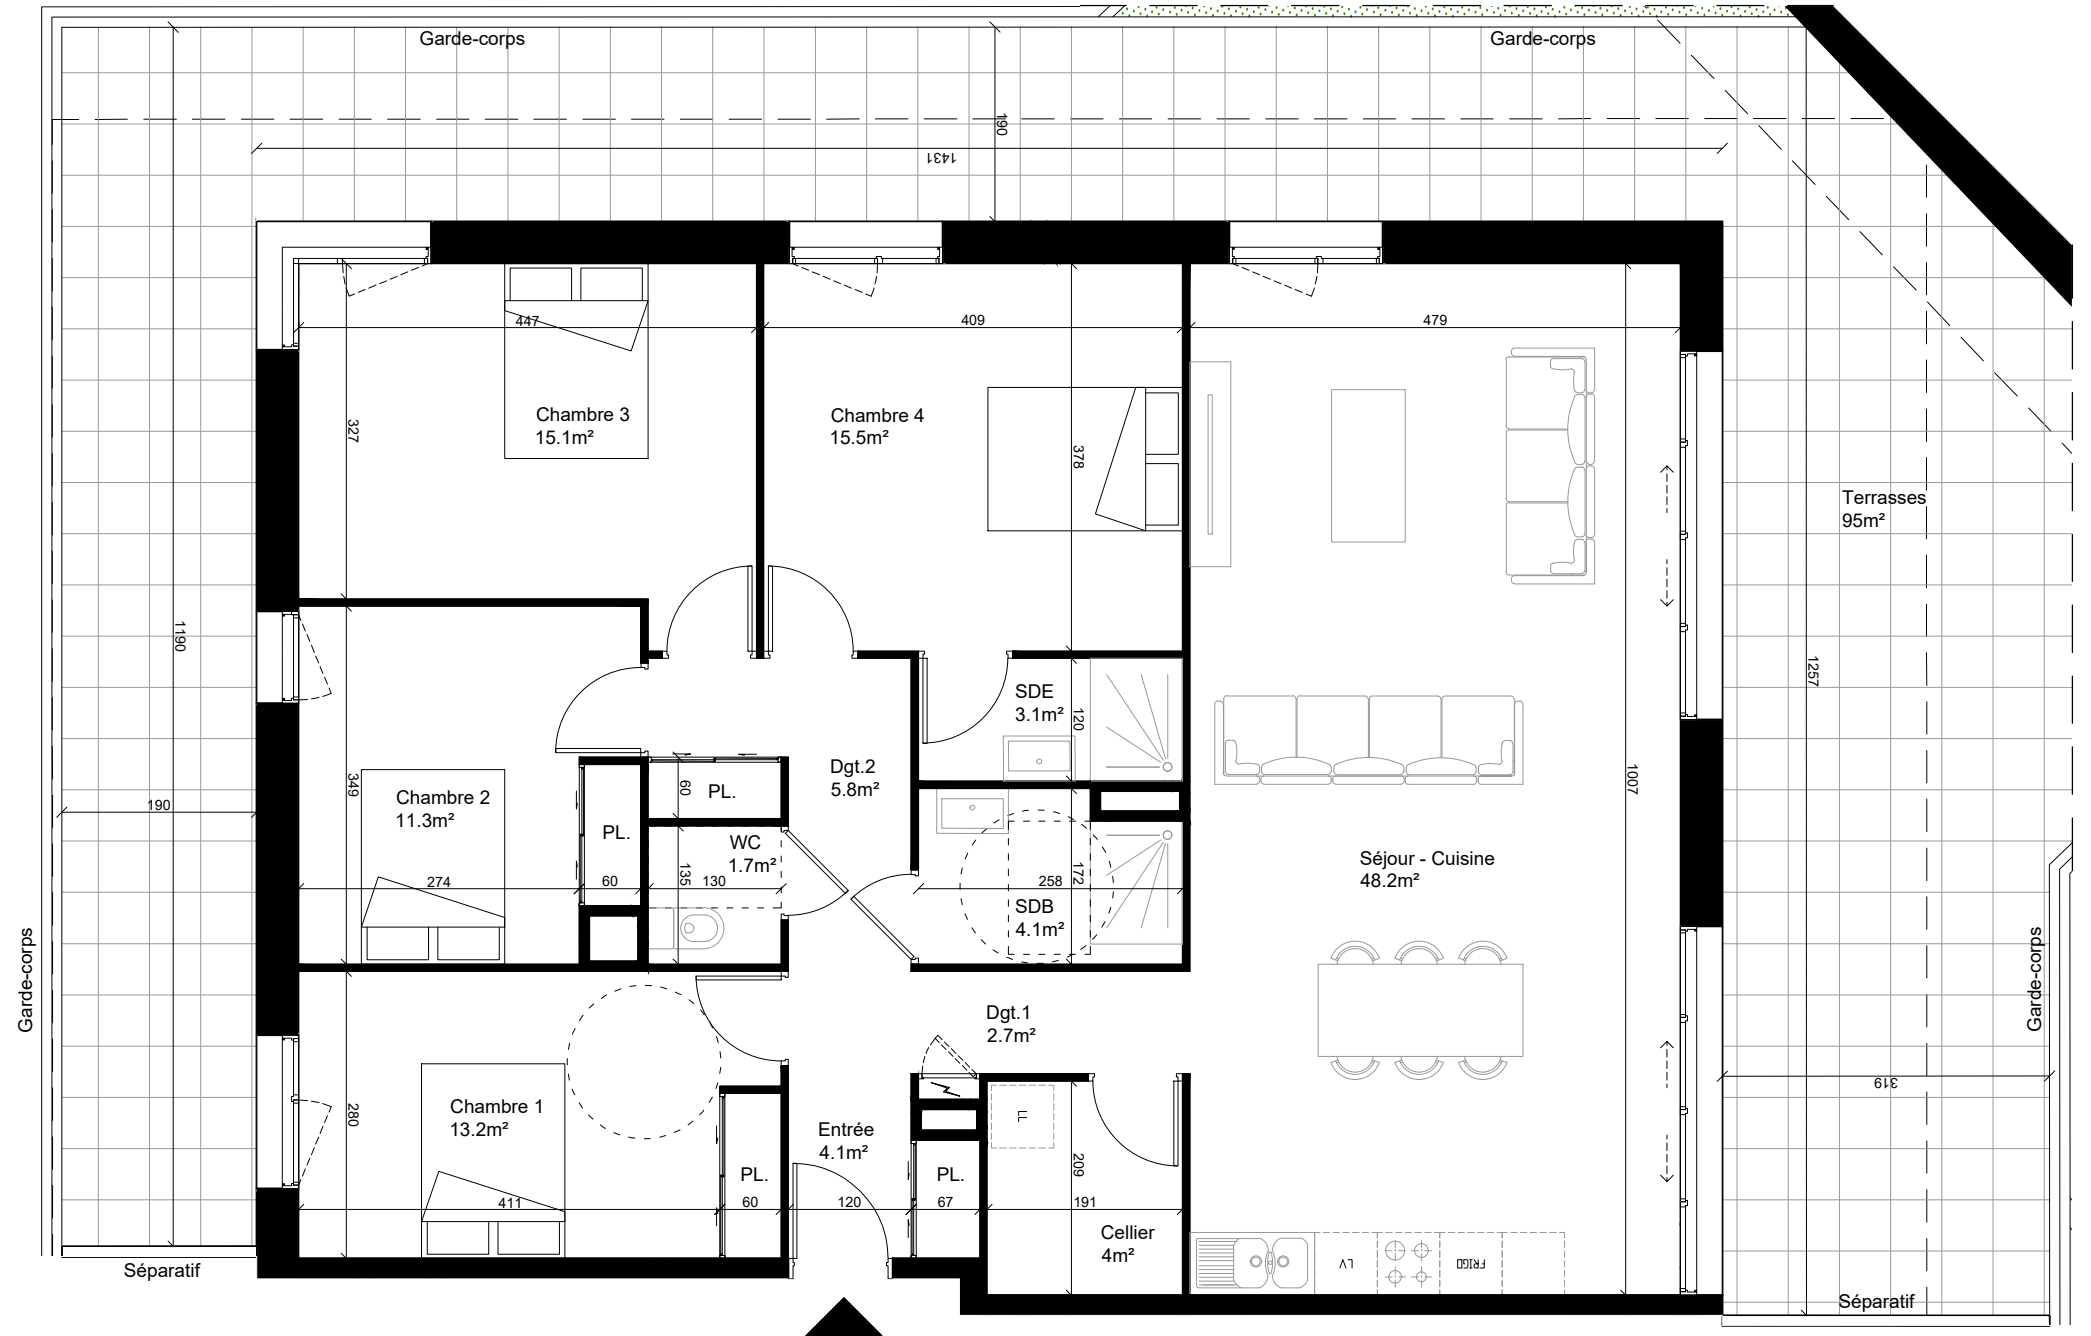 Garde-corps
Garde-corps
190
1431
447
409
479
Chambre 3
15.1m²
Chambre 4
15.5m²
327
378
Terrasses
95m²
1190
1257
SDE
3.1m²
120
Dgt.2
5.8m²
1007
349
Chambre 2
11.3m²
60
PL.
190
PL.
WC
1.7m²
Séjour - Cuisine
48.2m²
135
172
274
60
130
258
SDB
4.1m²
Garde-corps
Garde-corps
Dgt.1
2.7m²
319
Chambre 1
13.2m²
280
LL
Entrée
4.1m²
209
PL.
PL.
411
60
120
67
191
Cellier
4m²
LV
FRIGO
Séparatif
Séparatif